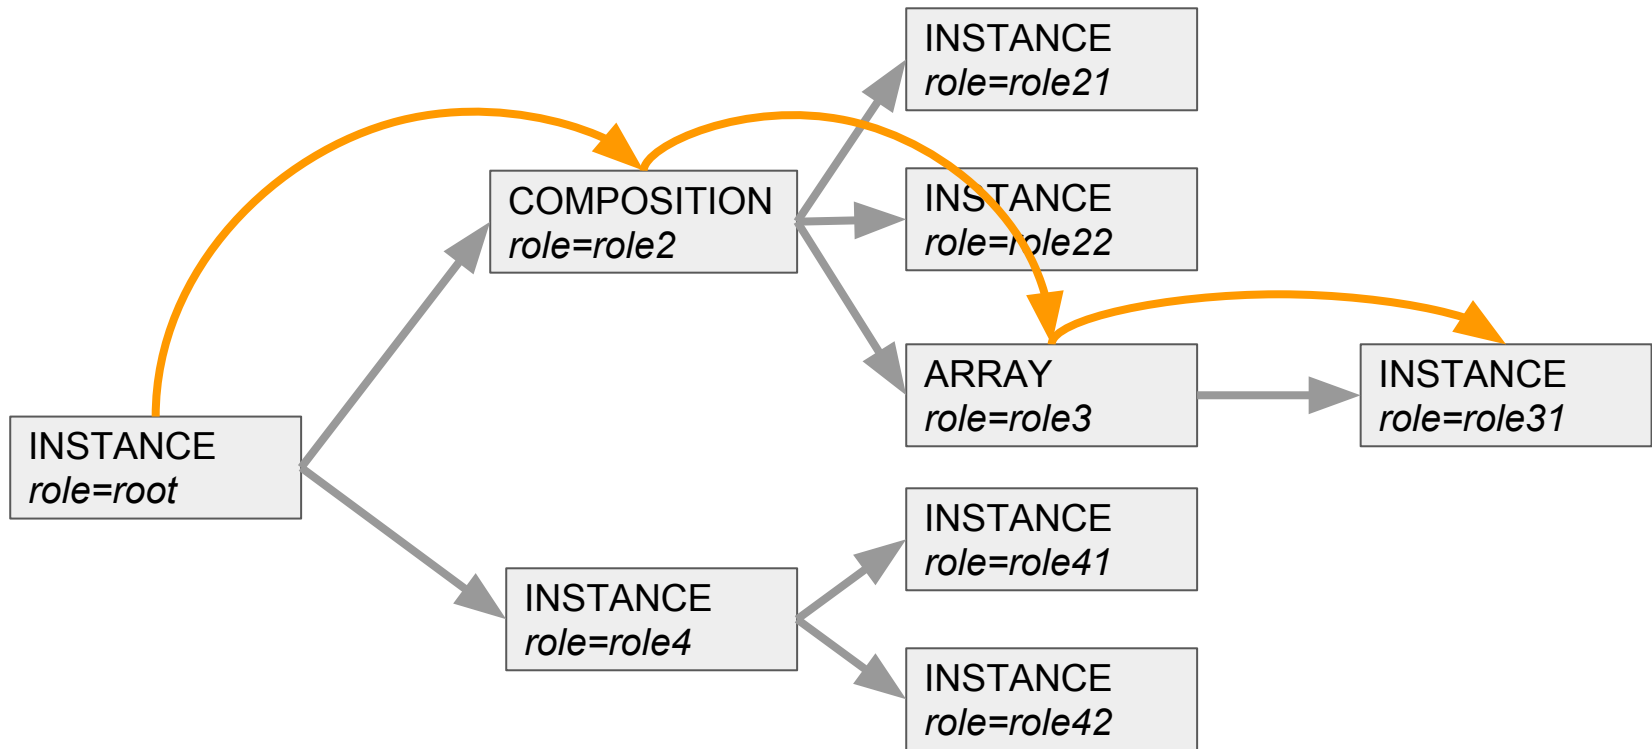 INSTANCE
role=role21
INSTANCE
role=role22
COMPOSITION
role=role2
ARRAY
role=role3
INSTANCE
role=role31
INSTANCE
role=root
INSTANCE
role=role41
INSTANCE
role=role4
INSTANCE
role=role42